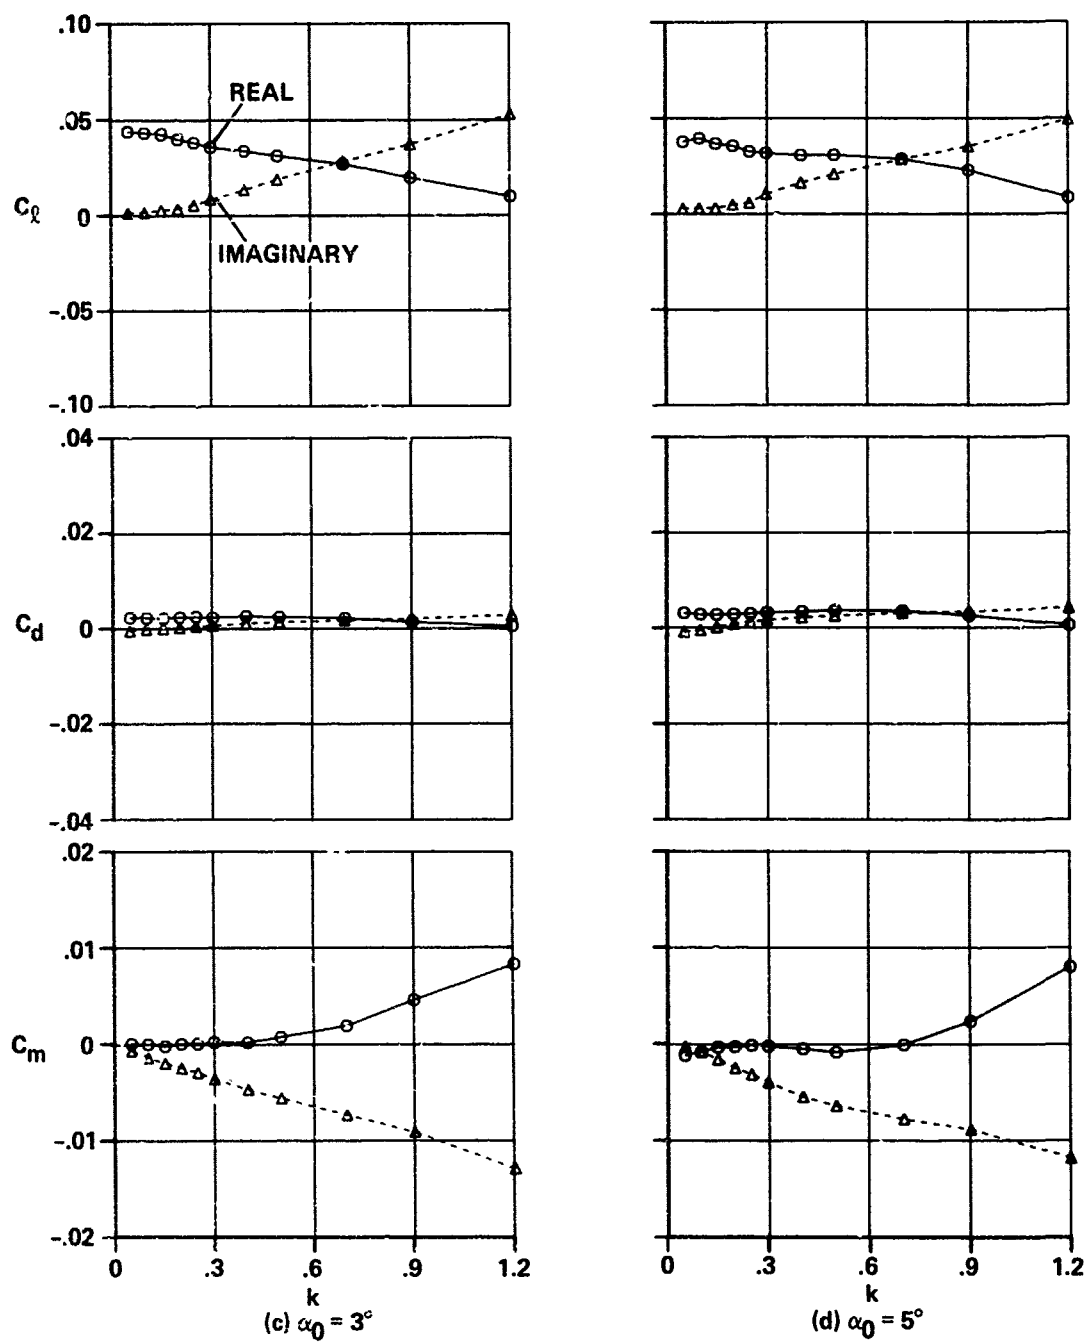 .10
REAL
.05
Cℓ
0
IMAGINARY
-.05
-.10
.04
.02
Cd
0
-.02
-.04
.02
.01
Cm
0
-.01
-.02
0 .3 .6 .9 1.2
k
(c) α0 = 3°
0 .3 .6 .9 1.2
k
(d) α0 = 5°